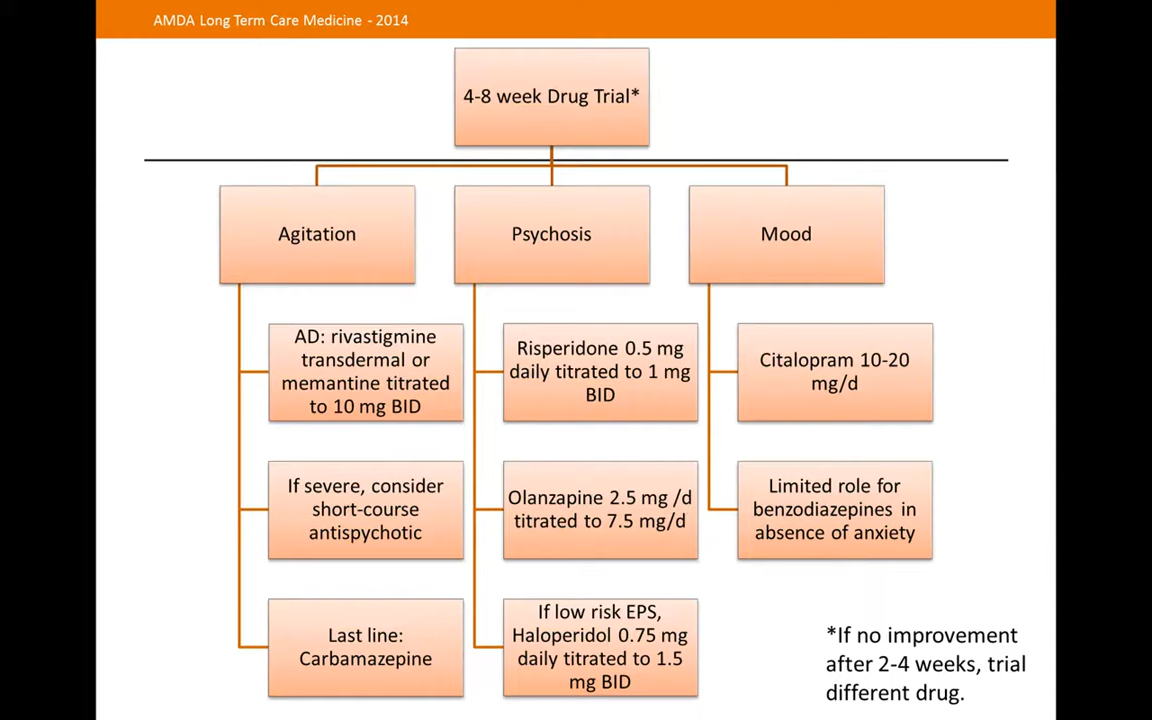 AMDA Long Term Care Medicine - 2014
4-8 week Drug Trial*
Agitation
Psychosis
Mood
AD: rivastigmine
transdermal or
memantine titrated
to 10 mg BID
If severe, consider
short-course
antispychotic
Last line:
Carbamazepine
Risperidone 0.5 mg
daily titrated to 1 mg
BID
Olanzapine 2.5 mg /d
titrated to 7.5 mg/d
If low risk EPS,
Haloperidol 0.75 mg
daily titrated to 1.5
mg BID
Citalopram 10-20
mg/d
Limited role for
benzodiazepines in
absence of anxiety
*If no improvement
after 2-4 weeks, trial
different drug.